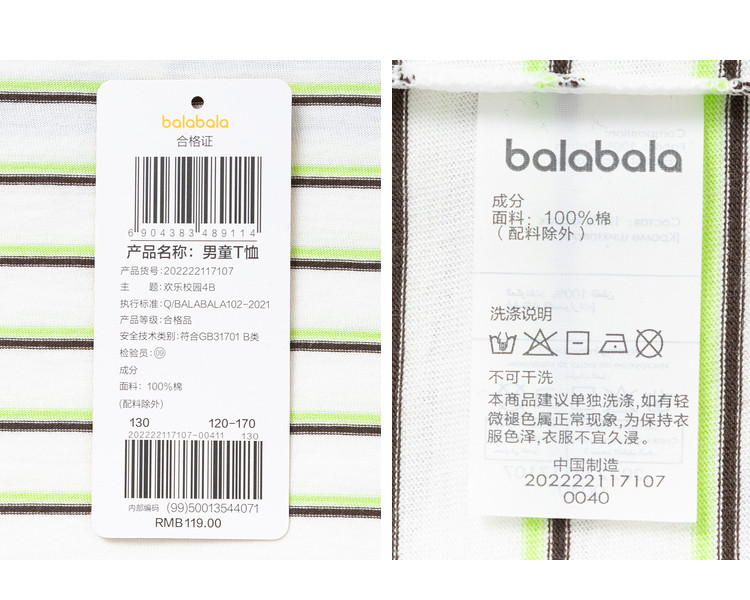 balabala
合格证
6 904383 489114
产品名称：男童T恤
产品货号：202222117107
主 题：欢乐校园4B
执行标准：Q/BALABALA102-2021
产品等级：合格品
安全技术类别：符合GB31701 B类
检验员：09
成分
面料：100%棉
(配料除外)
130 120-170
202222117107-00411 130
内部编码 (99)50013544071
RMB119.00
balabala
成分
面料：100%棉
（配料除外）
洗涤说明
不可干洗
本商品建议单独洗涤,如有轻
微褪色属正常现象,为保持衣
服色泽,衣服不宜久浸。
中国制造
202222117107
0040